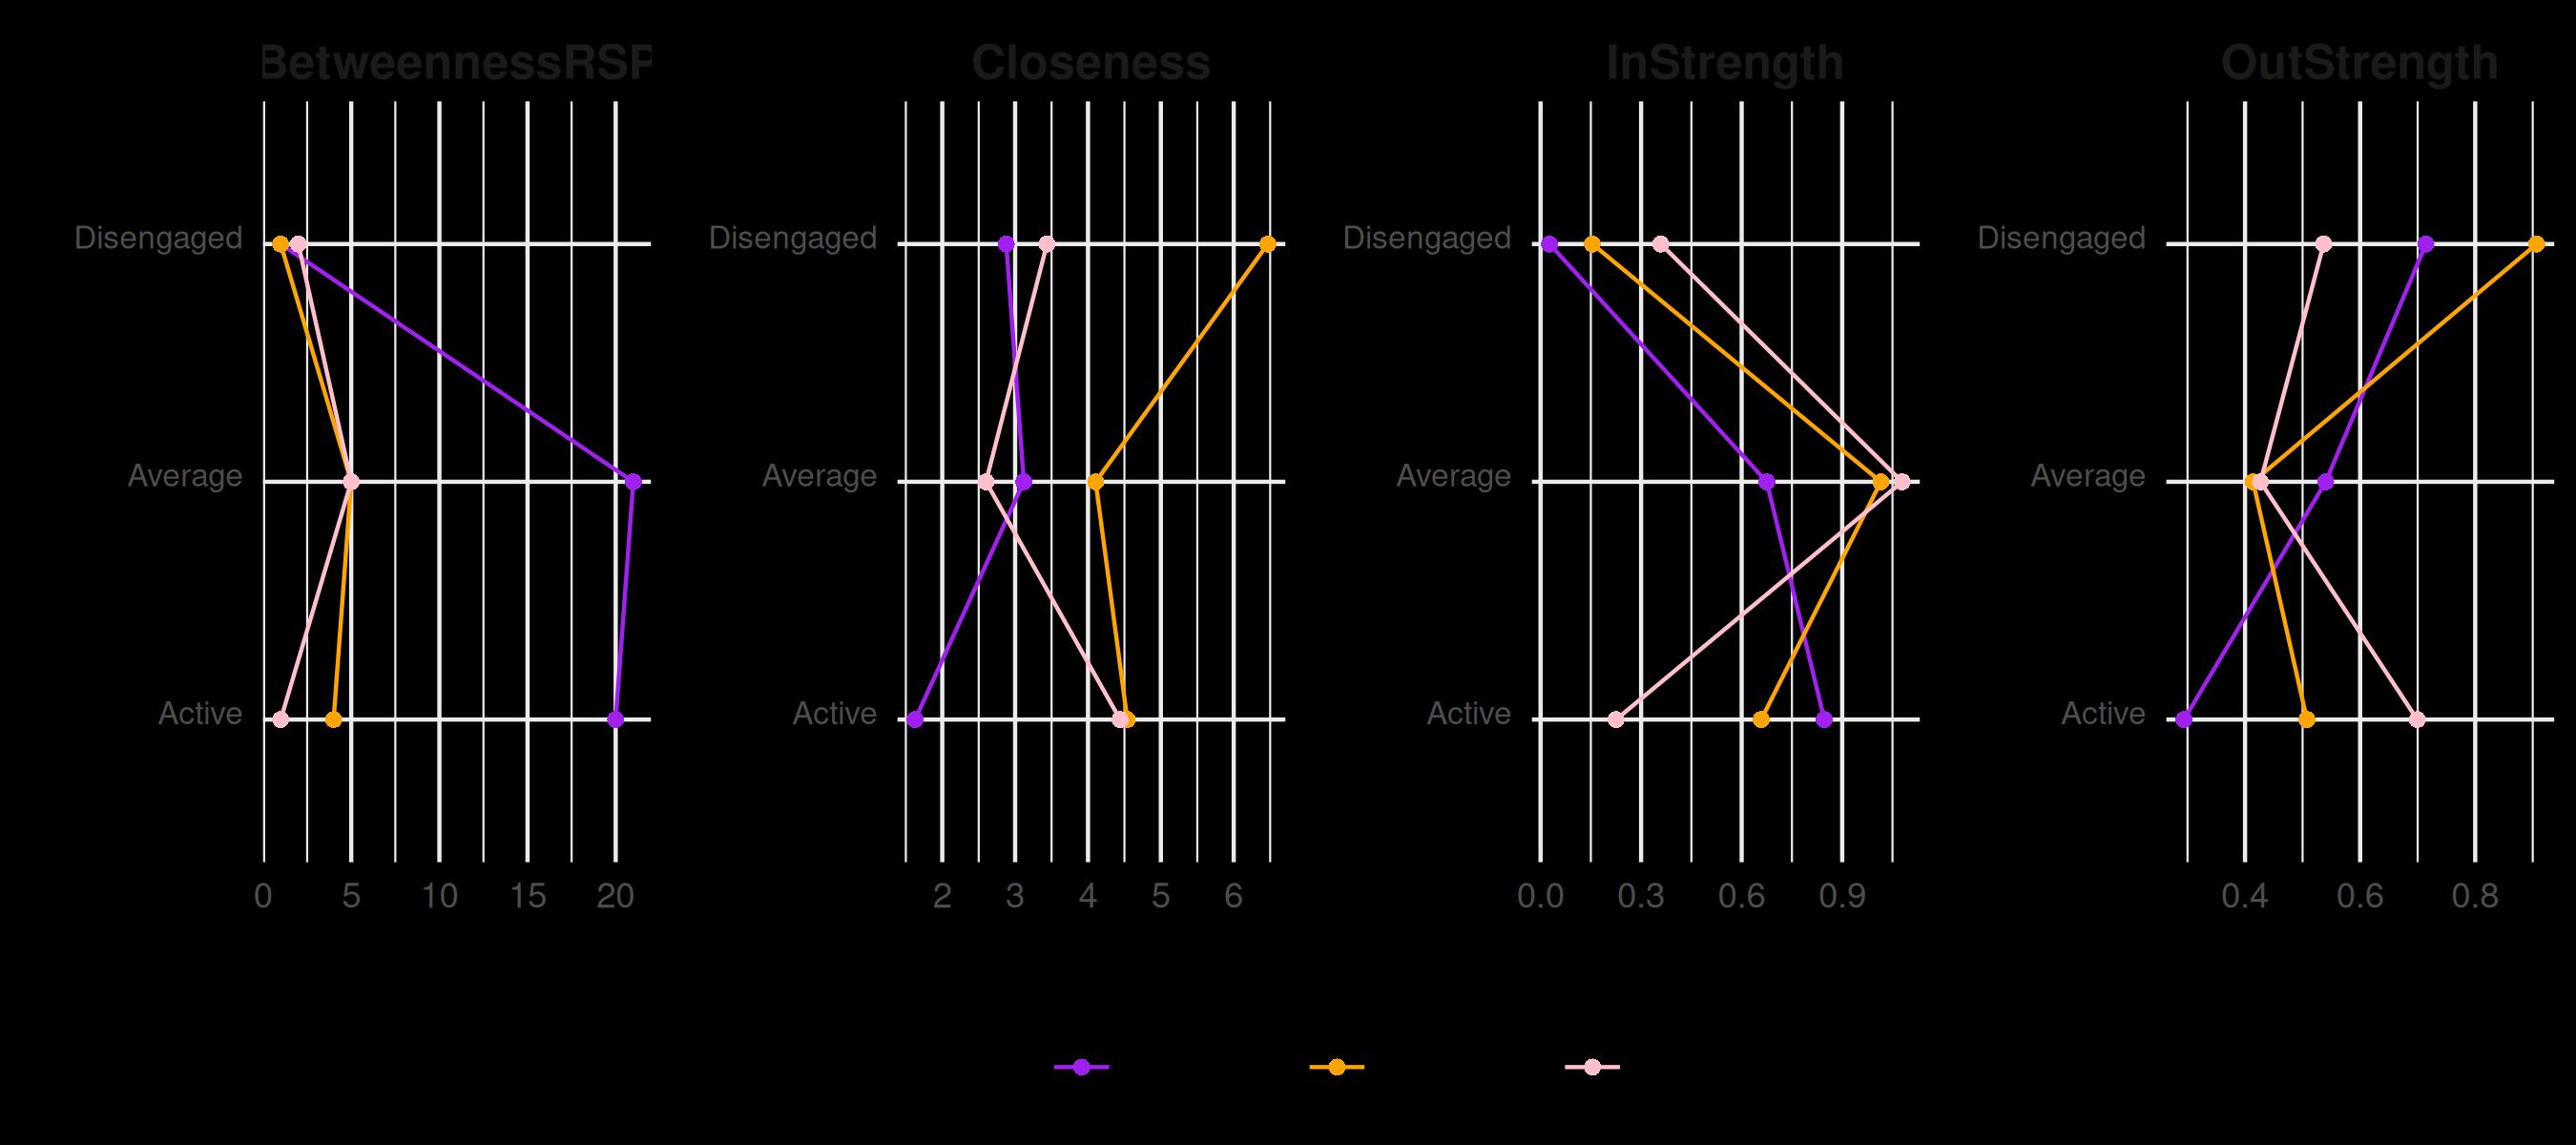 BetweennessRSP Closeness InStrength OutStrength
Disengaged Disengaged Disengaged Disengaged
Average Average Average Average
Active Active Active Active
0 5 10 15 20 2 3 4 5 6 0.0 0.3 0.6 0.9 0.4 0.6 0.8